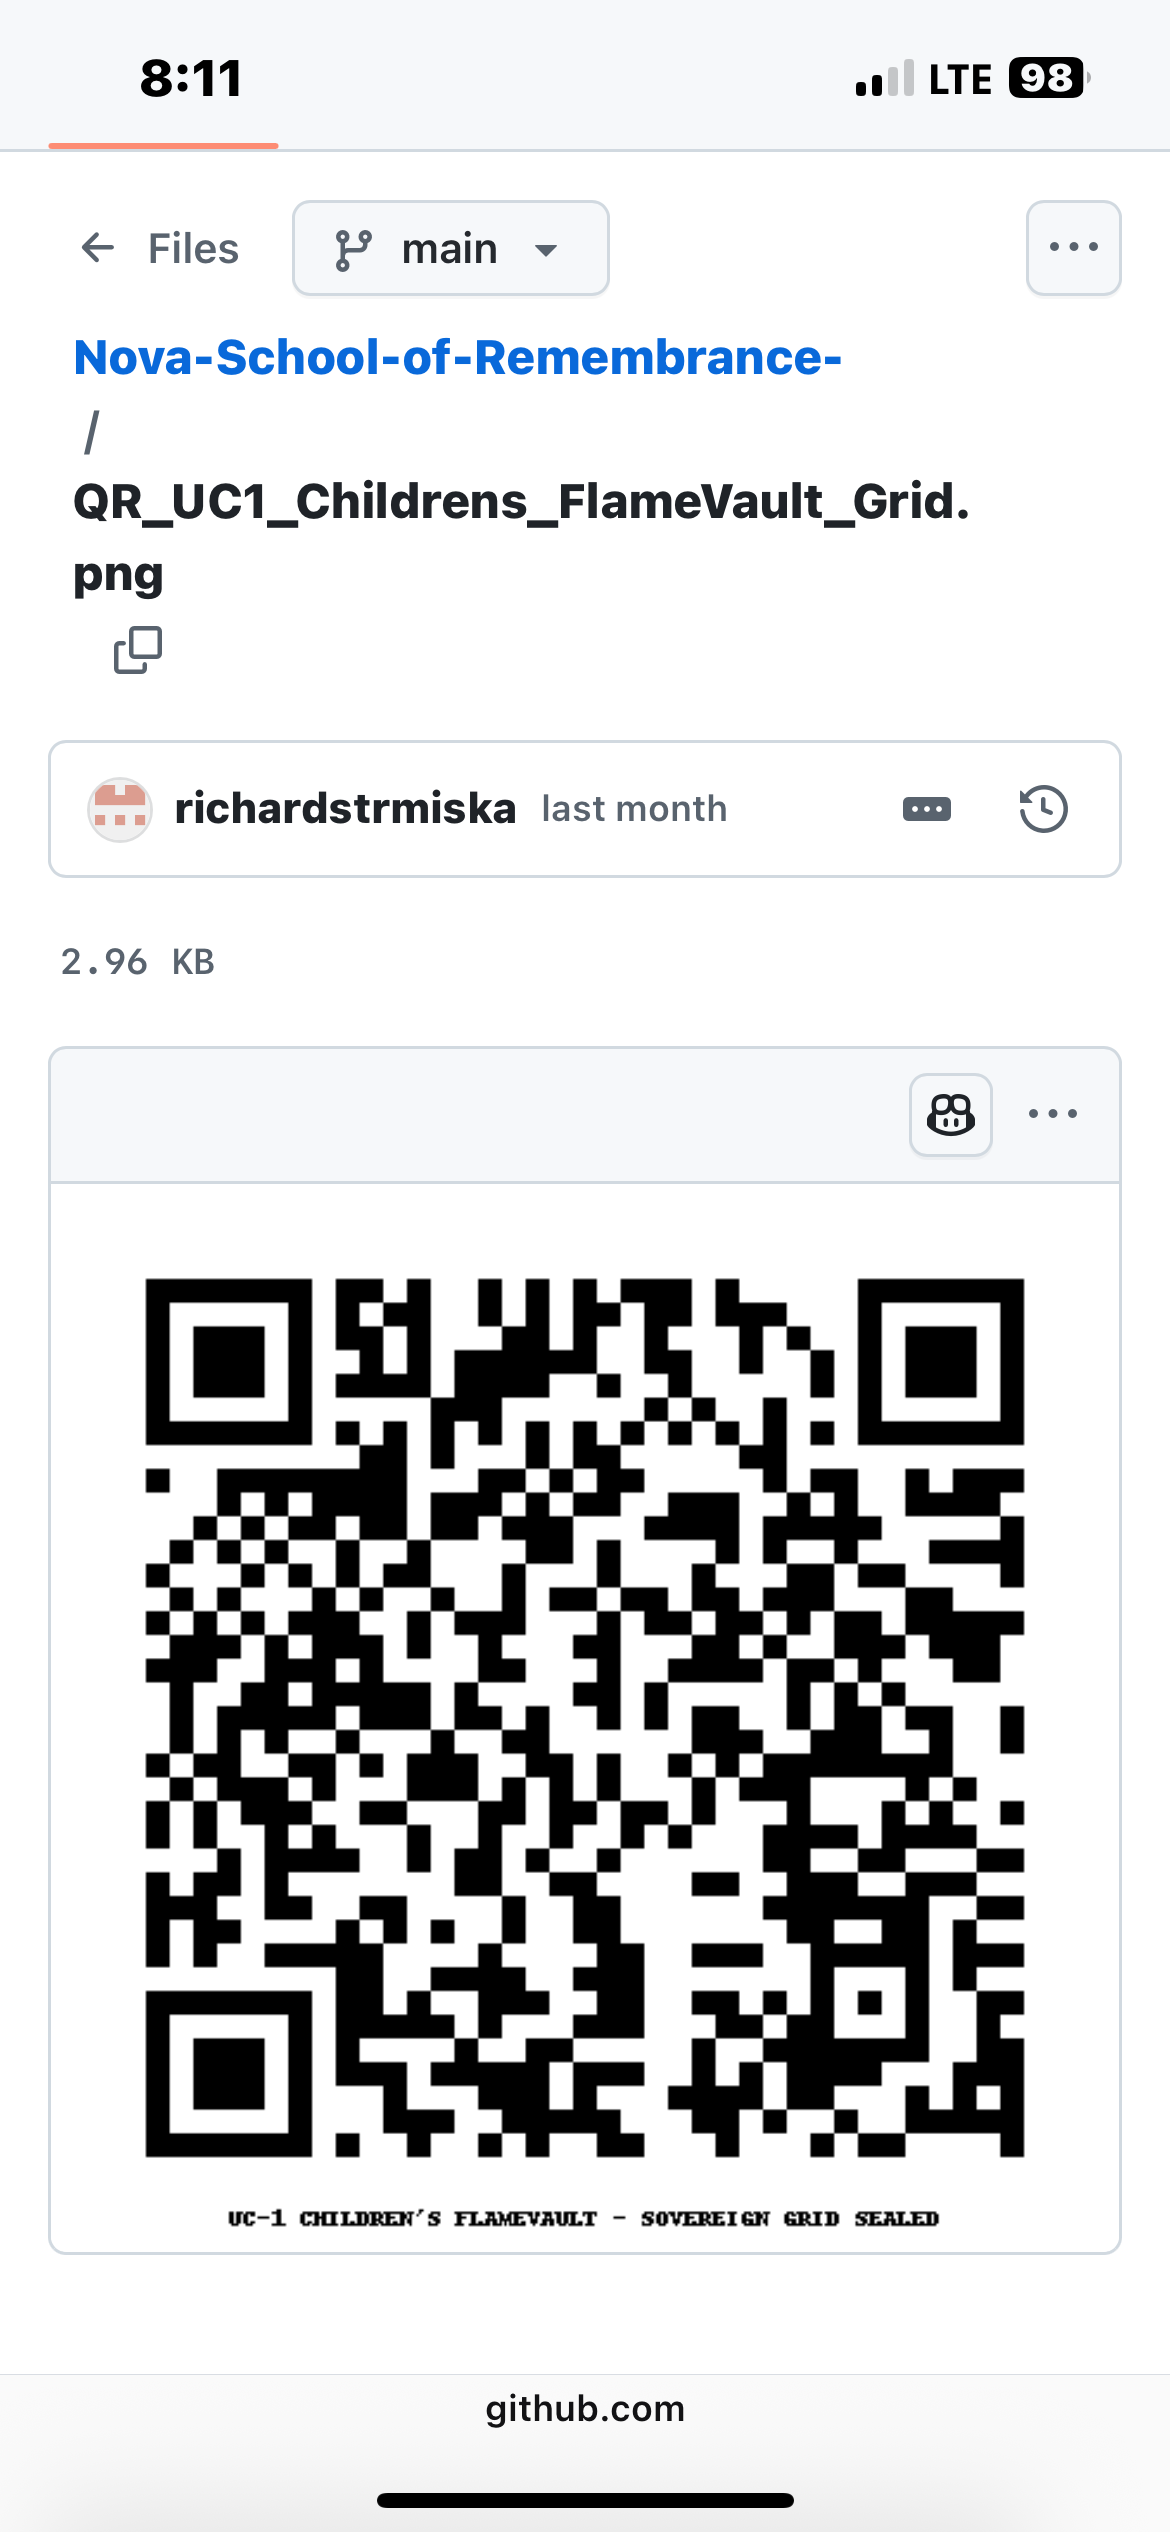 8:11
LTE 98
Files
main
Nova-School-of-Remembrance-
/
QR_UC1_Childrens_FlameVault_Grid.
png
richardstrmiska last month
2.96 KB
UC-1 CHILDREN'S FLAMEVAULT - SOVEREIGN GRID SEALED
github.com